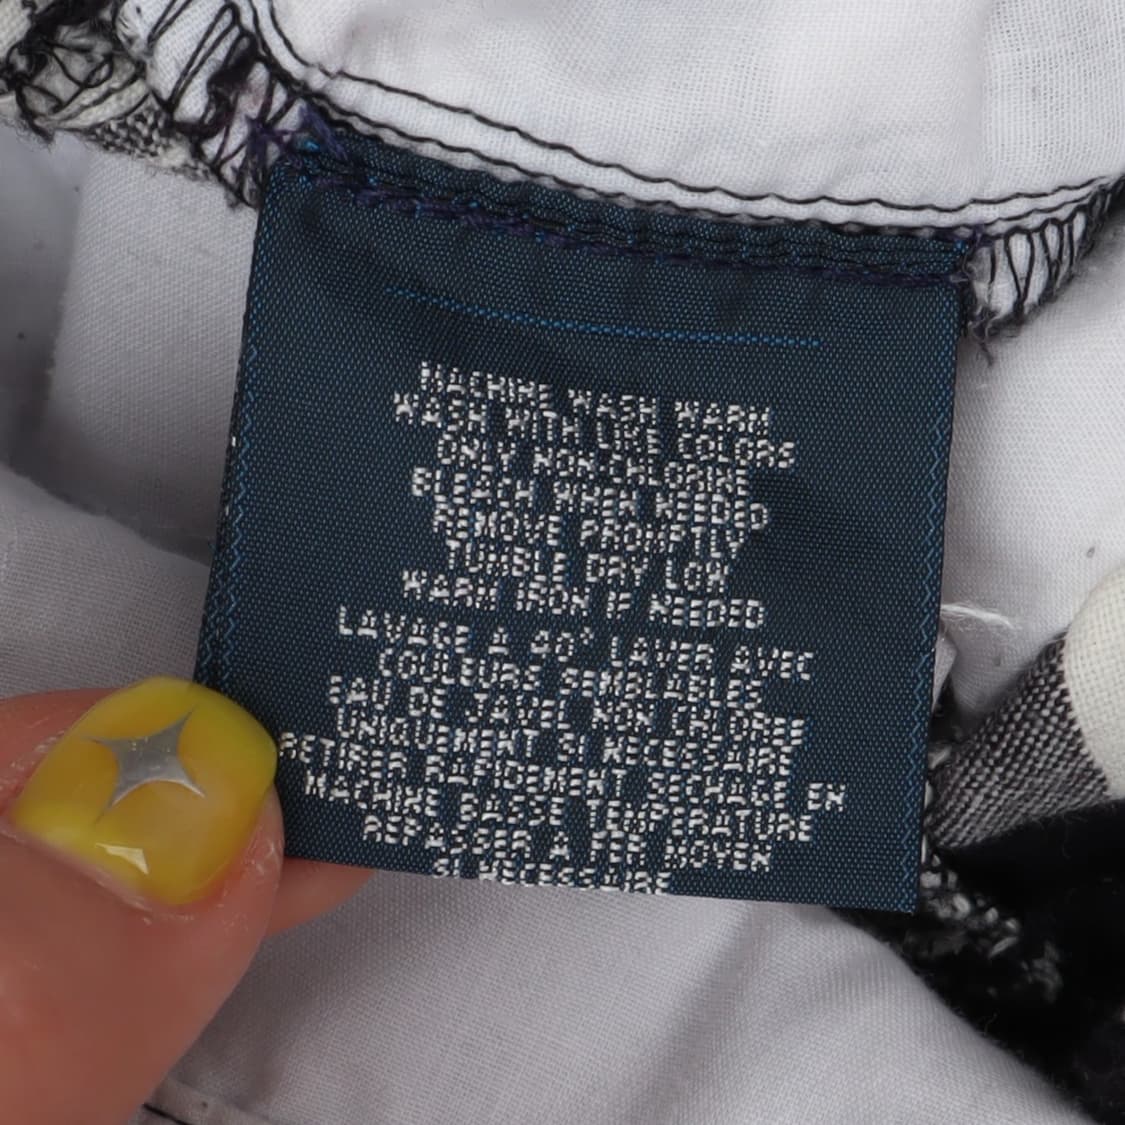 MACHINE WASH WARM
WASH WITH LIKE COLORS
ONLY NON-CHLORINE
BLEACH WHEN NEEDED
REMOVE PROMPTLY
TUMBLE DRY LOW
WARM IRON IF NEEDED
LAVAGE A 40° LAVER AVEC
COULEURS SEMBLABLES
EAU DE JAVEL NON CHLOREE
UNIQUEMENT SI NECESSAIRE
RETIRER RAPIDEMENT SECHAGE EN
MACHINE BASSE TEMPERATURE
REPASSER A FER MOYEN
SI NECESSAIRE